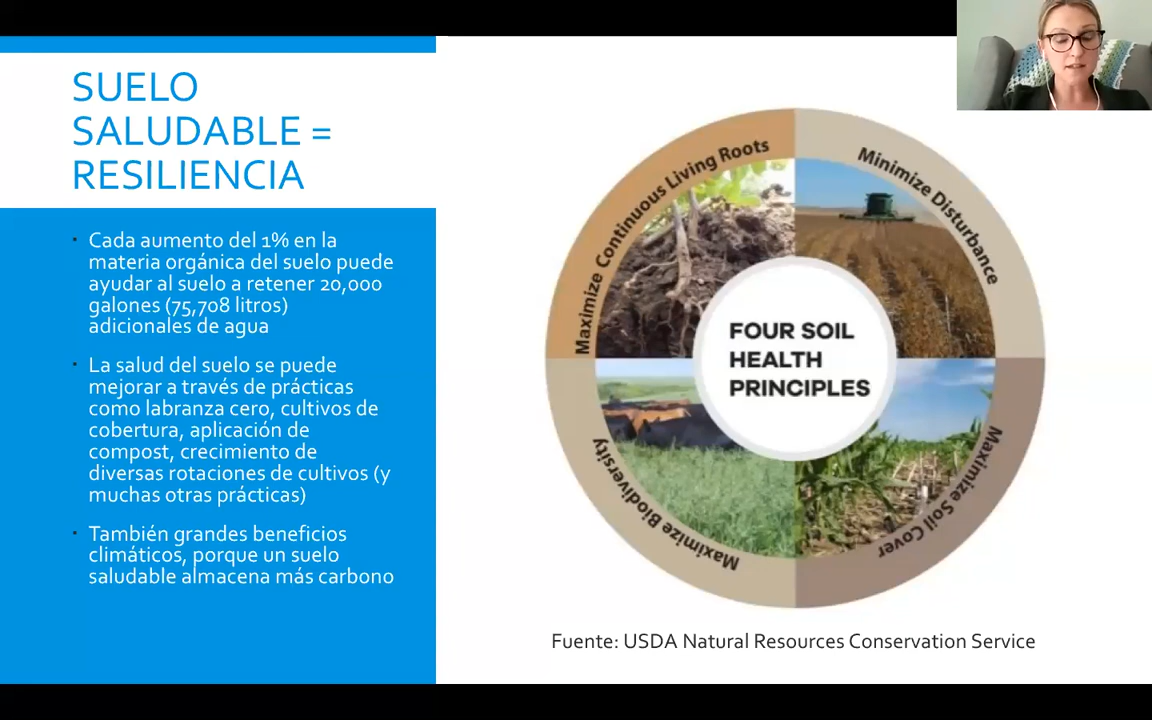 SUELO
SALUDABLE =
RESILIENCIA
· Cada aumento del 1% en la
materia orgánica del suelo puede
ayudar al suelo a retener 20,000
galones (75,708 litros)
adicionales de agua
· La salud del suelo se puede
mejorar a través de prácticas
como labranza cero, cultivos de
cobertura, aplicación de
compost, crecimiento de
diversas rotaciones de cultivos (y
muchas otras prácticas)
· También grandes beneficios
climáticos, porque un suelo
saludable almacena más carbono
Maximize Continuous Living Roots
Minimize Disturbance
FOUR SOIL
HEALTH
PRINCIPLES
Maximize Biodiversity
Maximize Soil Cover
Fuente: USDA Natural Resources Conservation Service